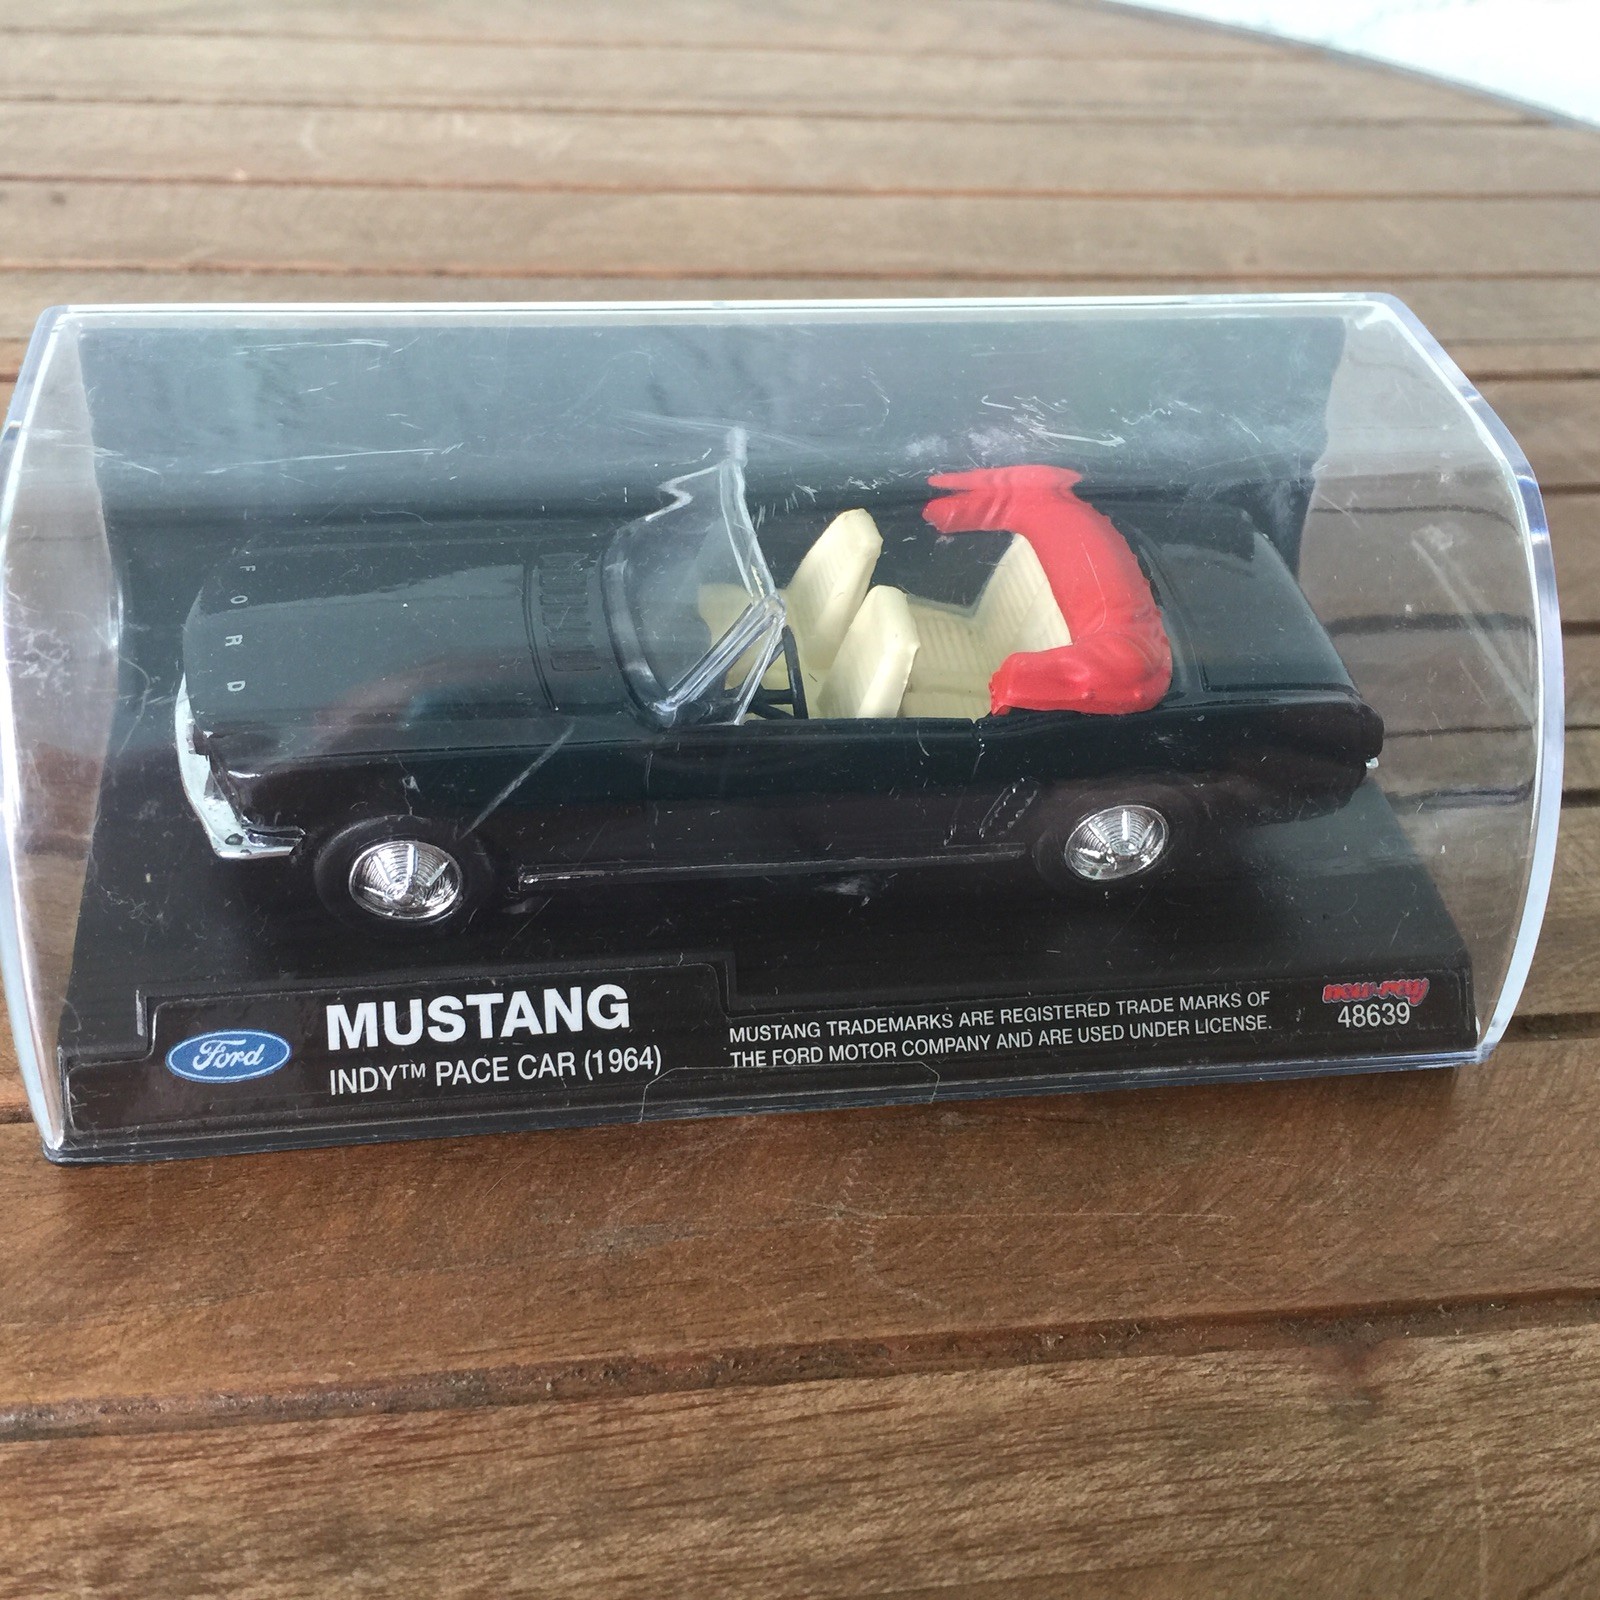 FORD
Ford
MUSTANG
INDY™ PACE CAR (1964)
MUSTANG TRADEMARKS ARE REGISTERED TRADE MARKS OF
THE FORD MOTOR COMPANY AND ARE USED UNDER LICENSE.
new-ray
48639